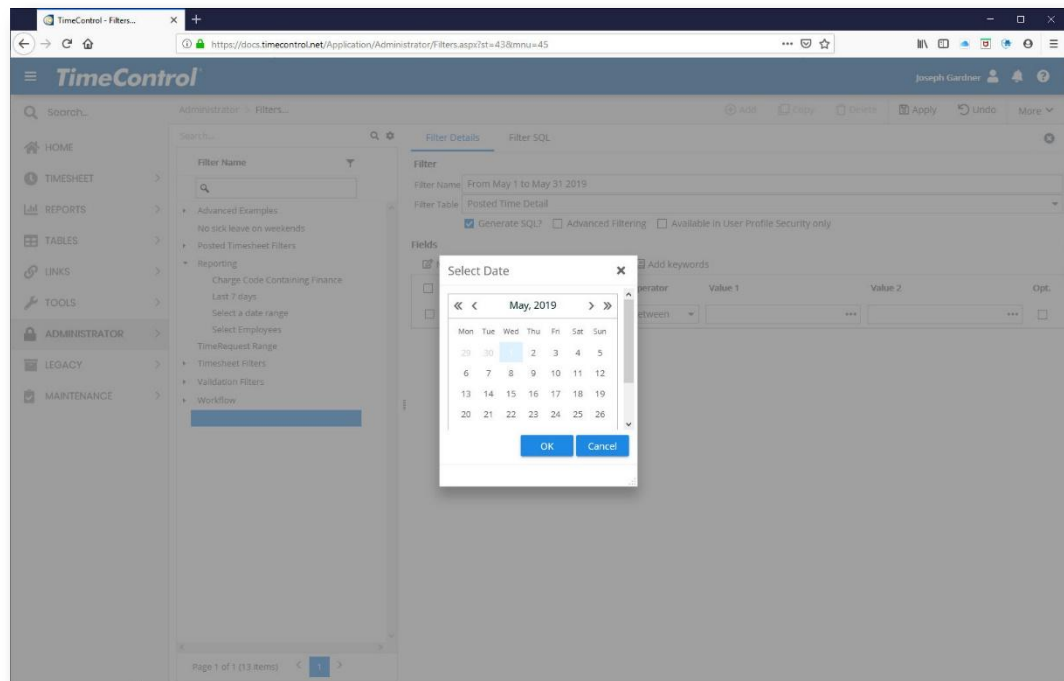 TimeControl - Filters...
https://docs.timecontrol.net/Application/Administrator/Filters.aspx?st=43&mnu=45
TimeControl
Joseph Gardner
Search...
Administrator > Filters...
Add Copy Delete Apply Undo More
HOME
TIMESHEET
REPORTS
TABLES
LINKS
TOOLS
ADMINISTRATOR
LEGACY
MAINTENANCE
Search...
Filter Name
Advanced Examples
No sick leave on weekends
Posted Timesheet Filters
Reporting
Charge Code Containing Finance
Last 7 days
Select a date range
Select Employees
TimeRequest Range
Timesheet Filters
Validation Filters
Workflow
Page 1 of 1 (13 items) < 1 >
Filter Details Filter SQL
Filter
Filter Name From May 1 to May 31 2019
Filter Table Posted Time Detail
Generate SQL? Advanced Filtering Available in User Profile Security only
Fields
Add keywords
Value 1 Value 2 Opt.
Select Date
« < May, 2019 > »
Mon Tue Wed Thu Fri Sat Sun
29 30 1 2 3 4 5
6 7 8 9 10 11 12
13 14 15 16 17 18 19
20 21 22 23 24 25 26
OK Cancel